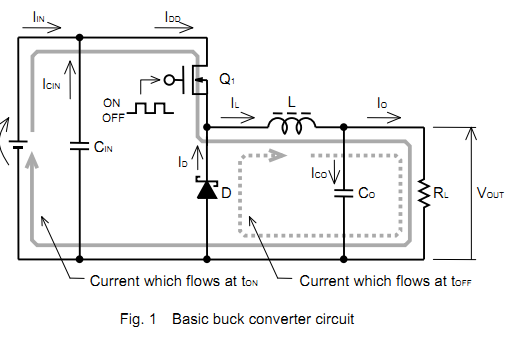 IIN
IDD
ICIN
Q1
ON
OFF
IL
L
IO
CIN
ID
D
ICO
CO
RL
VOUT
Current which flows at tON
Current which flows at tOFF
Fig. 1 Basic buck converter circuit